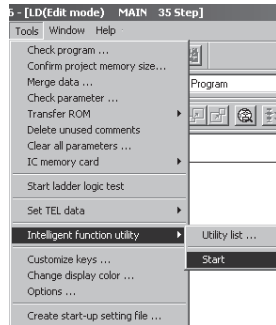 6 - [LD(Edit mode)   MAIN   35 Step]
Tools   Window   Help
Check program ...
Confirm project memory size...
Merge data ...
Program
Check parameter ...
Transfer ROM
Delete unused comments
Clear all parameters ...
IC memory card
Start ladder logic test
Set TEL data
Intelligent function utility
Utility list ...
Customize keys ...
Start
Change display color ...
Options ...
Create start-up setting file ...